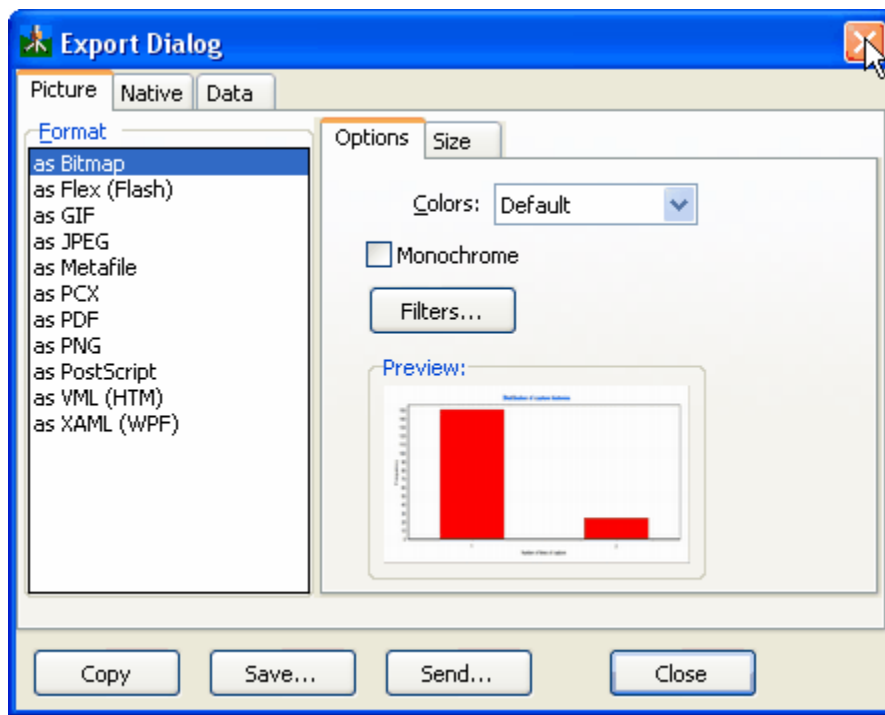 Export Dialog
Picture Native Data
Format
as Bitmap
as Flex (Flash)
as GIF
as JPEG
as Metafile
as PCX
as PDF
as PNG
as PostScript
as VML (HTM)
as XAML (WPF)
Options Size
Colors: Default
Monochrome
Filters...
Preview:
Copy Save... Send... Close